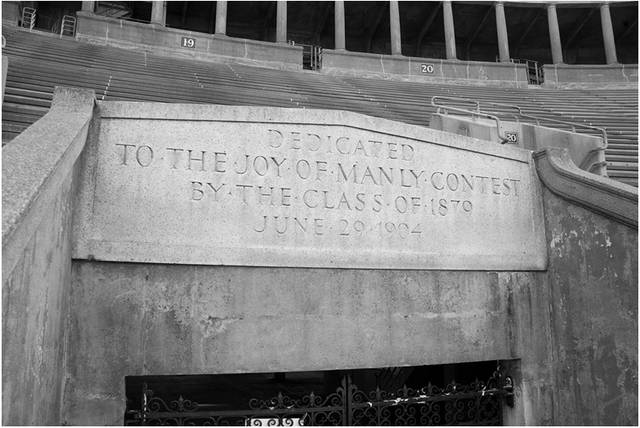 19
20
20
DEDICATED
TO·THE·JOY·OF·MANLY·CONTEST
BY·THE·CLASS·OF·1879
JUNE·29·1904